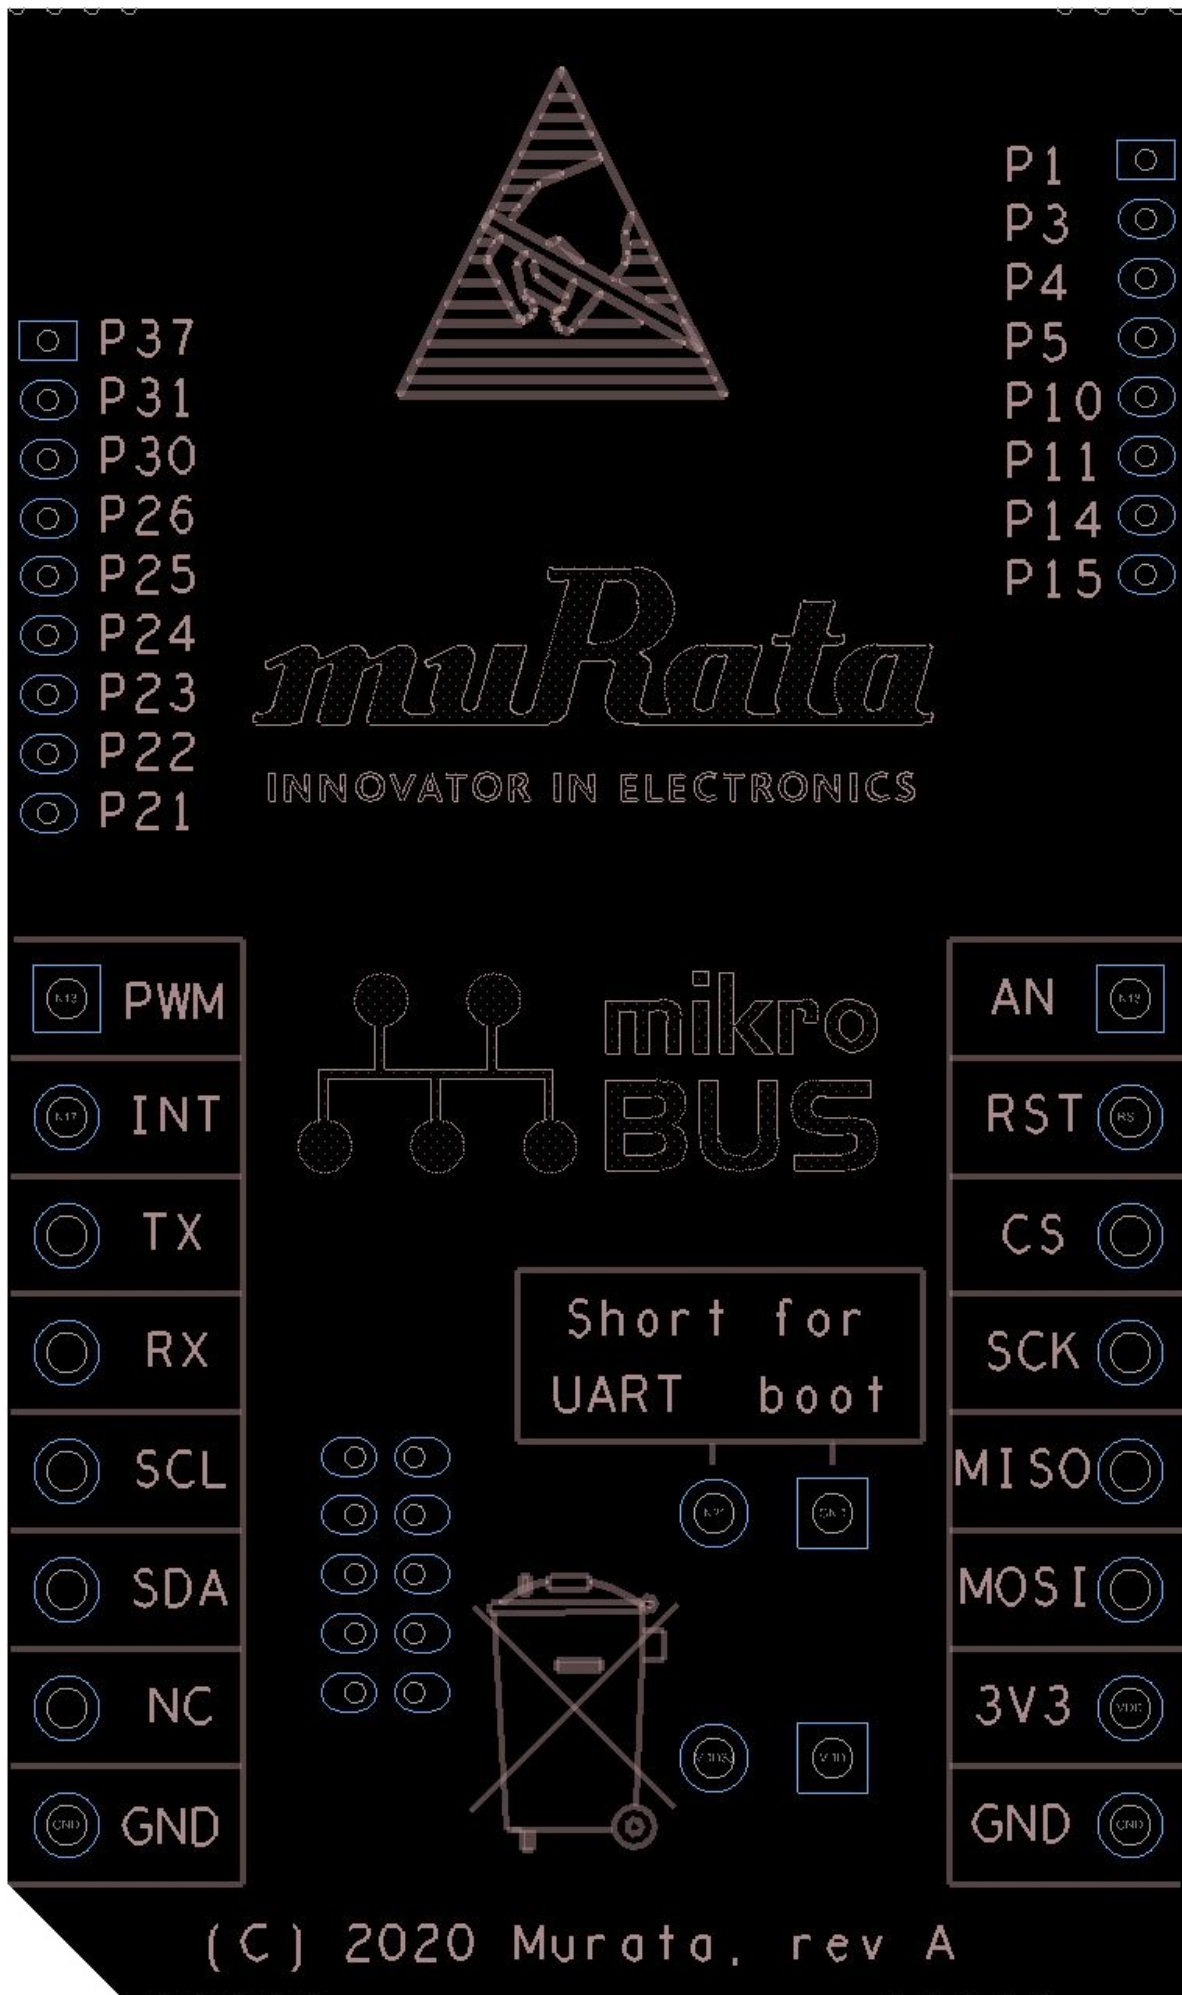 P1
P3
P4
P5
P10
P11
P14
P15
P37
P31
P30
P26
P25
P24
P23
P22
P21
muRata
INNOVATOR IN ELECTRONICS
PWM
INT
TX
RX
SCL
SDA
NC
GND
GND
mikro
BUS
Short for
UART boot
AN
RST
CS
SCK
MISO
MOSI
3V3
GND
GND
(C) 2020 Murata, rev A